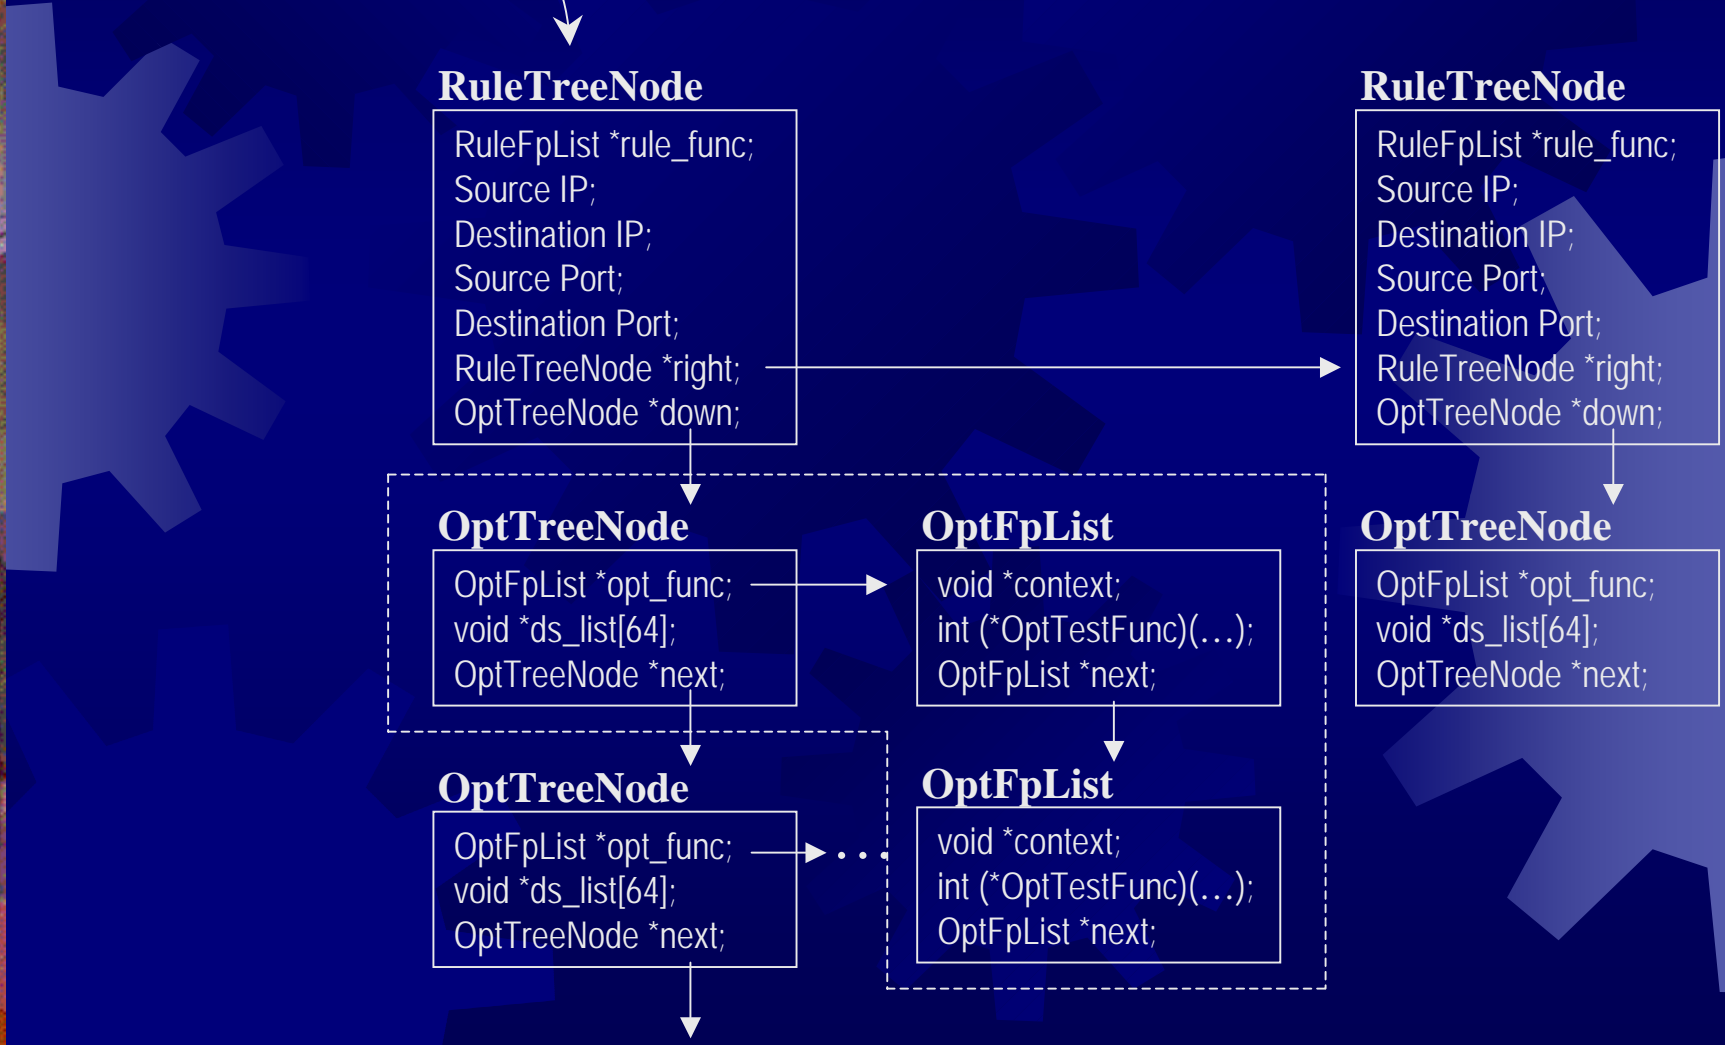 RuleTreeNode
RuleFpList *rule_func;
Source IP;
Destination IP;
Source Port;
Destination Port;
RuleTreeNode *right;
OptTreeNode *down;
RuleTreeNode
RuleFpList *rule_func;
Source IP;
Destination IP;
Source Port;
Destination Port;
RuleTreeNode *right;
OptTreeNode *down;
OptTreeNode
OptFpList *opt_func;
void *ds_list[64];
OptTreeNode *next;
OptFpList
void *context;
int (*OptTestFunc)(…);
OptFpList *next;
OptTreeNode
OptFpList *opt_func;
void *ds_list[64];
OptTreeNode *next;
OptTreeNode
OptFpList *opt_func;
void *ds_list[64];
OptTreeNode *next;
...
OptFpList
void *context;
int (*OptTestFunc)(…);
OptFpList *next;